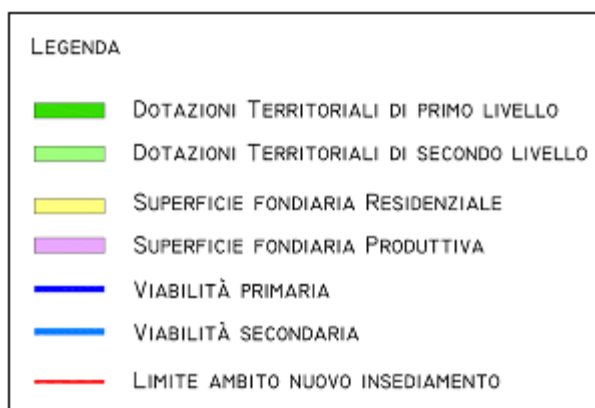 Legenda
Dotazioni Territoriali di primo livello
Dotazioni Territoriali di secondo livello
Superficie fondiaria Residenziale
Superficie fondiaria Produttiva
Viabilità primaria
Viabilità secondaria
Limite ambito nuovo insediamento